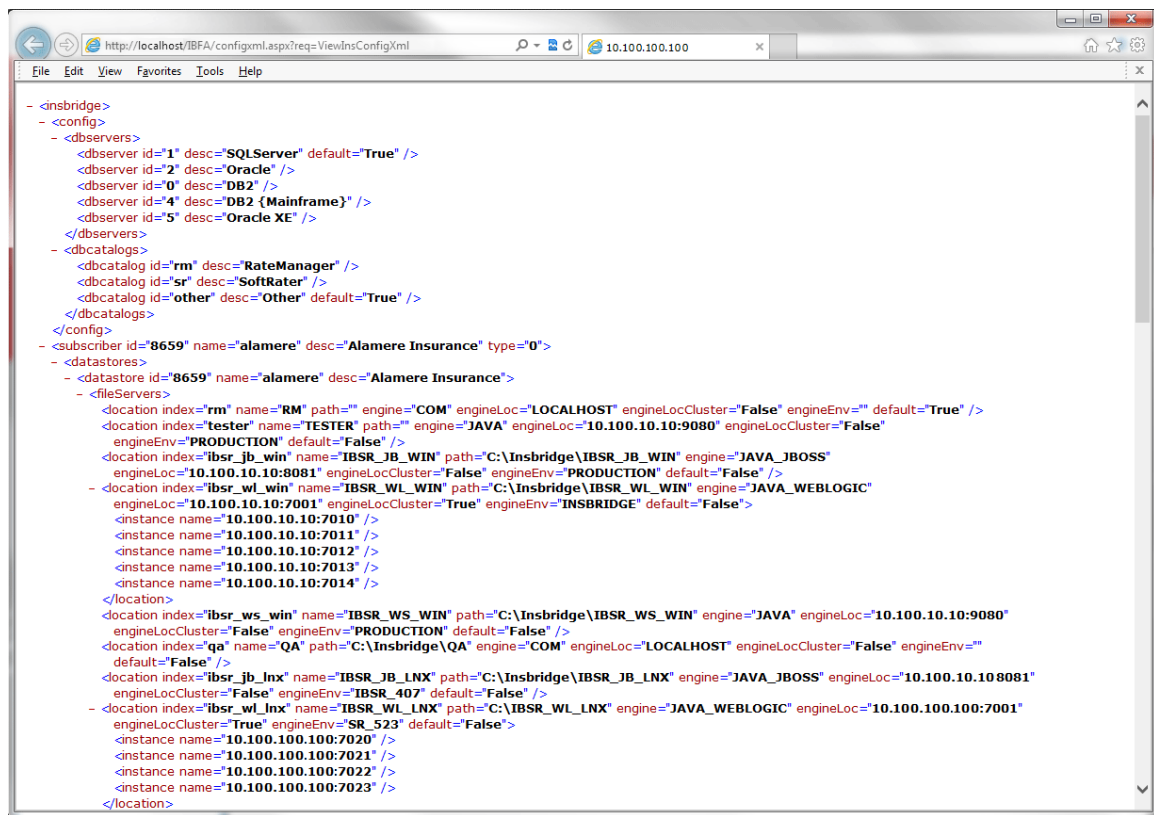 http://localhost/IBFA/configxml.aspx?req=ViewInsConfigXml
10.100.100.100
File Edit View Favorites Tools Help
- <insbridge>
- <config>
- <dbservers>
<dbserver id="1" desc="SQLServer" default="True" />
<dbserver id="2" desc="Oracle" />
<dbserver id="0" desc="DB2" />
<dbserver id="4" desc="DB2 {Mainframe}" />
<dbserver id="5" desc="Oracle XE" />
</dbservers>
- <dbcatalogs>
<dbcatalog id="rm" desc="RateManager" />
<dbcatalog id="sr" desc="SoftRater" />
<dbcatalog id="other" desc="Other" default="True" />
</dbcatalogs>
</config>
- <subscriber id="8659" name="alamere" desc="Alamere Insurance" type="0">
- <datastores>
- <datastore id="8659" name="alamere" desc="Alamere Insurance">
- <fileServers>
<location index="rm" name="RM" path="" engine="COM" engineLoc="LOCALHOST" engineLocCluster="False" engineEnv="" default="True" />
<location index="tester" name="TESTER" path="" engine="JAVA" engineLoc="10.100.10.10:9080" engineLocCluster="False"
engineEnv="PRODUCTION" default="False" />
<location index="ibsr_jb_win" name="IBSR_JB_WIN" path="C:\Insbridge\IBSR_JB_WIN" engine="JAVA_JBOSS"
engineLoc="10.100.10.10:8081" engineLocCluster="False" engineEnv="PRODUCTION" default="False" />
- <location index="ibsr_wl_win" name="IBSR_WL_WIN" path="C:\Insbridge\IBSR_WL_WIN" engine="JAVA_WEBLOGIC"
engineLoc="10.100.10.10:7001" engineLocCluster="True" engineEnv="INSBRIDGE" default="False">
<instance name="10.100.10.10:7010" />
<instance name="10.100.10.10:7011" />
<instance name="10.100.10.10:7012" />
<instance name="10.100.10.10:7013" />
<instance name="10.100.10.10:7014" />
</location>
<location index="ibsr_ws_win" name="IBSR_WS_WIN" path="C:\Insbridge\IBSR_WS_WIN" engine="JAVA" engineLoc="10.100.10.10:9080"
engineLocCluster="False" engineEnv="PRODUCTION" default="False" />
<location index="qa" name="QA" path="C:\Insbridge\QA" engine="COM" engineLoc="LOCALHOST" engineLocCluster="False" engineEnv=""
default="False" />
<location index="ibsr_jb_lnx" name="IBSR_JB_LNX" path="C:\Insbridge\IBSR_JB_LNX" engine="JAVA_JBOSS" engineLoc="10.100.10.108081"
engineLocCluster="False" engineEnv="IBSR_407" default="False" />
- <location index="ibsr_wl_lnx" name="IBSR_WL_LNX" path="C:\IBSR_WL_LNX" engine="JAVA_WEBLOGIC" engineLoc="10.100.100.100:7001"
engineLocCluster="True" engineEnv="SR_523" default="False">
<instance name="10.100.100.100:7020" />
<instance name="10.100.100.100:7021" />
<instance name="10.100.100.100:7022" />
<instance name="10.100.100.100:7023" />
</location>